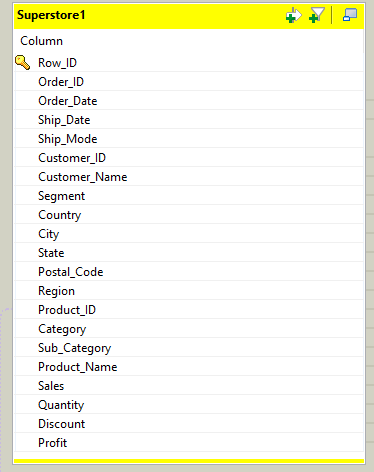 Superstore1
Column
Row_ID
Order_ID
Order_Date
Ship_Date
Ship_Mode
Customer_ID
Customer_Name
Segment
Country
City
State
Postal_Code
Region
Product_ID
Category
Sub_Category
Product_Name
Sales
Quantity
Discount
Profit